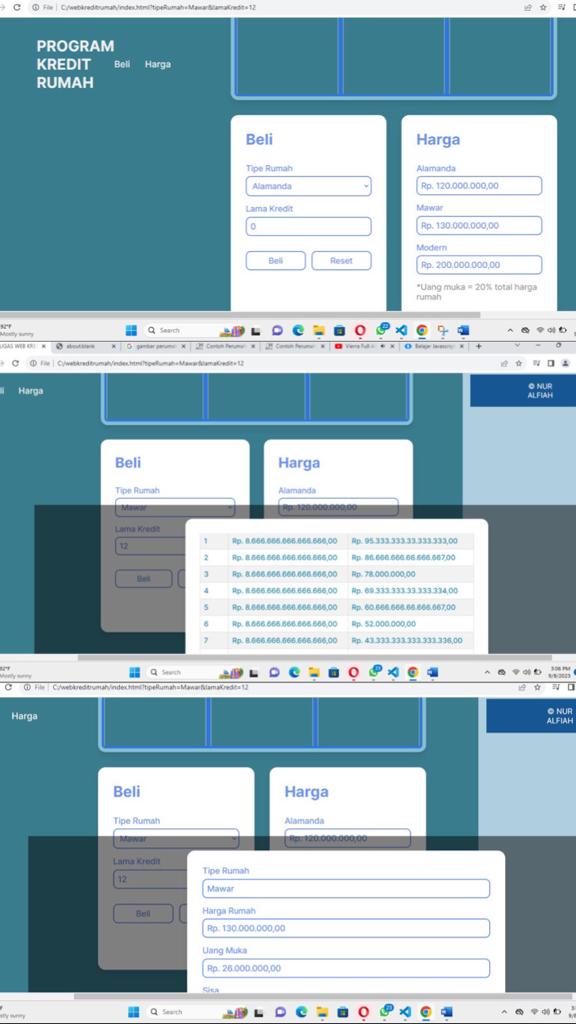 File C:/webkreditrumah/index.html?tipeRumah=Mawar&lamaKredit=12
PROGRAM
KREDIT
RUMAH
Beli Harga
Beli
Tipe Rumah
Alamanda
Lama Kredit
0
Beli Reset
Harga
Alamanda
Rp. 120.000.000,00
Mawar
Rp. 130.000.000,00
Modern
Rp. 200.000.000,00
*Uang muka = 20% total harga
rumah
92°F
Mostly sunny
Search
UGAS WEB KRE about:blank gambar perum Contoh Perumah Contoh Perumah Vierra Full Al Belajar Javascrip
File C:/webkreditrumah/index.html?tipeRumah=Mawar&lamaKredit=12
li Harga
© NUR
ALFIAH
Beli
Tipe Rumah
Mawar
Lama Kredit
12
Beli
Harga
Alamanda
Rp. 120.000.000,00
1 Rp. 8.666.666.666.666.666,00 Rp. 95.333.333.33.333.333,00
2 Rp. 8.666.666.666.666.666,00 Rp. 86.666.666.66.666.667,00
3 Rp. 8.666.666.666.666.666,00 Rp. 78.000.000,00
4 Rp. 8.666.666.666.666.666,00 Rp. 69.333.333.33.333.334,00
5 Rp. 8.666.666.666.666.666,00 Rp. 60.666.666.66.666.667,00
6 Rp. 8.666.666.666.666.666,00 Rp. 52.000.000,00
7 Rp. 8.666.666.666.666.666,00 Rp. 43.333.333.333.333.336,00
92°F
Mostly sunny
Search
3:08 PM
9/8/2023
File C:/webkreditrumah/index.html?tipeRumah=Mawar&lamaKredit=12
Harga
© NUR
ALFIAH
Beli
Tipe Rumah
Mawar
Lama Kredit
12
Beli
Harga
Alamanda
Rp. 120.000.000,00
Tipe Rumah
Mawar
Harga Rumah
Rp. 130.000.000,00
Uang Muka
Rp. 26.000.000,00
Sisa
Search